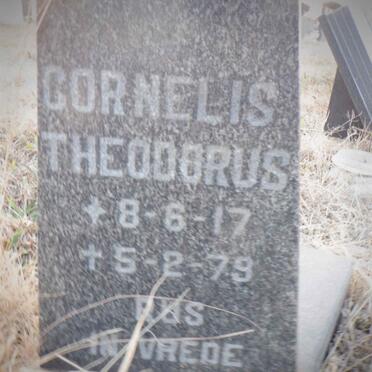 CORNELIS
THEODORUS
✦ 8-6-17
✝ 5-2-79
RUS
IN VREDE